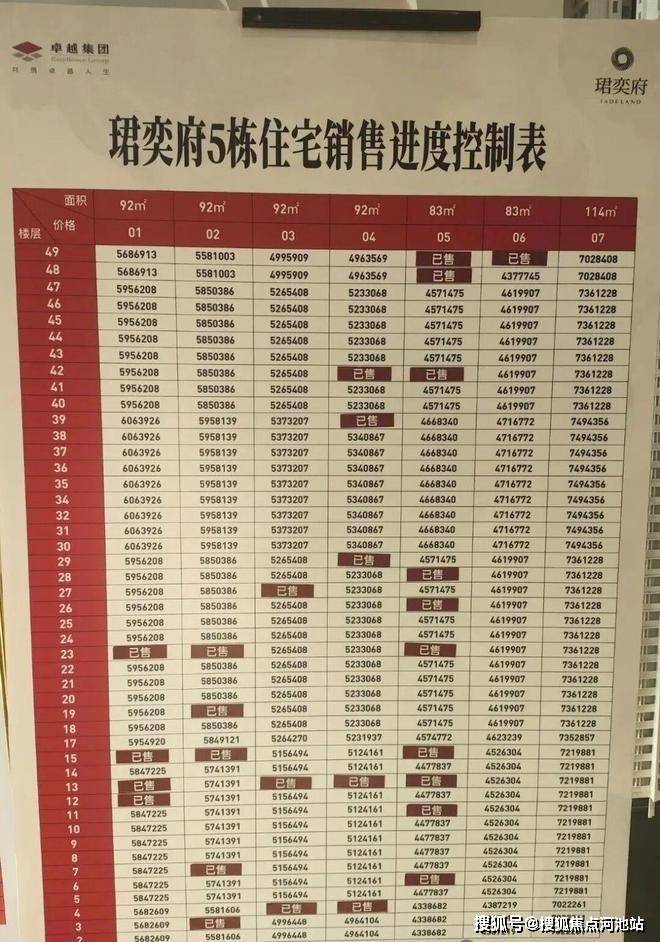 卓越集团
Excellence Group
共携卓越人生
珺奕府
JADELAND
珺奕府5栋住宅销售进度控制表
面积 92㎡ 92㎡ 92㎡ 92㎡ 83㎡ 83㎡ 114㎡
楼层 价格 01 02 03 04 05 06 07
49 5686913 5581003 4995909 4963569 已售 已售 7028408
48 5686913 5581003 4995909 4963569 已售 4377745 7028408
47 5956208 5850386 5265408 5233068 4571475 4619907 7361228
46 5956208 5850386 5265408 5233068 4571475 4619907 7361228
45 5956208 5850386 5265408 5233068 4571475 4619907 7361228
44 5956208 5850386 5265408 5233068 4571475 4619907 7361228
43 5956208 5850386 5265408 5233068 4571475 4619907 7361228
42 5956208 5850386 5265408 已售 已售 4619907 7361228
41 5956208 5850386 5265408 5233068 4571475 4619907 7361228
40 5956208 5850386 5265408 5233068 4571475 4619907 7361228
39 6063926 5958139 5373207 已售 4668340 4716772 7494356
38 6063926 5958139 5373207 5340867 4668340 4716772 7494356
37 6063926 5958139 5373207 5340867 4668340 4716772 7494356
36 6063926 5958139 5373207 5340867 4668340 4716772 7494356
35 6063926 5958139 5373207 5340867 4668340 4716772 7494356
34 6063926 5958139 5373207 5340867 4668340 4716772 7494356
32 6063926 5958139 5373207 5340867 4668340 4716772 7494356
31 6063926 5958139 5373207 5340867 4668340 4716772 7494356
30 6063926 5958139 5373207 5340867 4668340 4716772 7494356
29 5956208 5850386 5265408 已售 4571475 4619907 7361228
28 5956208 5850386 5265408 5233068 已售 4619907 7361228
27 5956208 5850386 已售 5233068 4571475 4619907 7361228
26 5956208 5850386 5265408 5233068 已售 4619907 7361228
25 5956208 5850386 5265408 5233068 4571475 4619907 7361228
24 5956208 5850386 5265408 5233068 4571475 4619907 7361228
23 已售 已售 5265408 5233068 已售 4619907 7361228
22 5956208 5850386 5265408 5233068 4571475 4619907 7361228
21 5956208 5850386 5265408 5233068 4571475 4619907 7361228
20 5956208 5850386 5265408 5233068 4571475 4619907 7361228
19 5956208 已售 5265408 5233068 4571475 4619907 7361228
18 5956208 5850386 5265408 5233068 4571475 4619907 7361228
17 5954920 5849121 5264270 5231937 4574772 4623239 7352857
15 已售 已售 5156494 5124161 已售 4526304 7219881
14 5847225 5741391 5156494 5124161 4477837 4526304 7219881
13 已售 5741391 已售 已售 已售 4526304 7219881
12 已售 5741391 5156494 5124161 4477837 4526304 7219881
11 5847225 5741391 5156494 5124161 已售 4526304 7219881
10 5847225 5741391 5156494 5124161 4477837 4526304 7219881
9 5847225 5741391 5156494 5124161 4477837 4526304 7219881
8 5847225 5741391 5156494 5124161 4477837 4526304 7219881
7 5847225 已售 5156494 5124161 4477837 4526304 7219881
6 5847225 5741391 5156494 5124161 已售 4526304 7219881
5 5847225 5741391 5156494 5124161 4477837 4526304 7219881
4 5682609 5581606 已售 已售 4338682 4387219 7022261
3 5682609 已售 4996448 4964104 4338682
2 5682609 5581606 4996448 4964104 4338682
搜狐号@搜狐焦点河池站